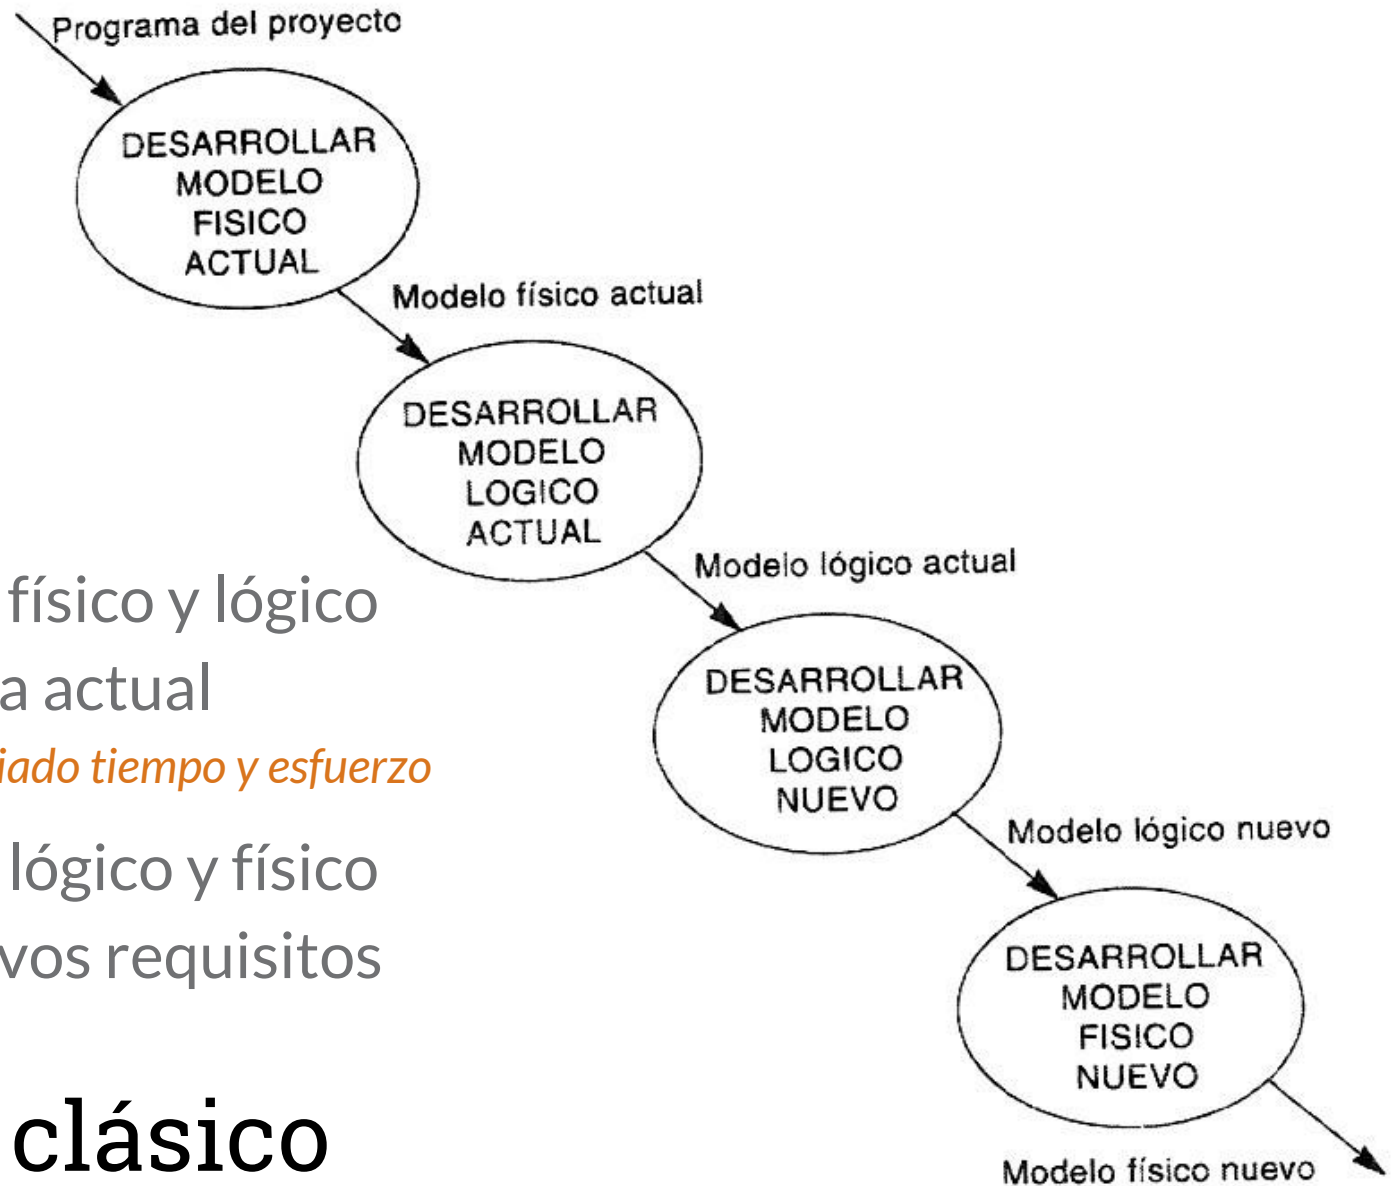 Programa del proyecto
DESARROLLAR
MODELO
FISICO
ACTUAL
Modelo físico actual
DESARROLLAR
MODELO
LOGICO
ACTUAL
Modelo lógico actual
DESARROLLAR
MODELO
LOGICO
NUEVO
Modelo lógico nuevo
DESARROLLAR
MODELO
FISICO
NUEVO
Modelo físico nuevo
físico y lógico
a actual
iado tiempo y esfuerzo
lógico y físico
vos requisitos
clásico